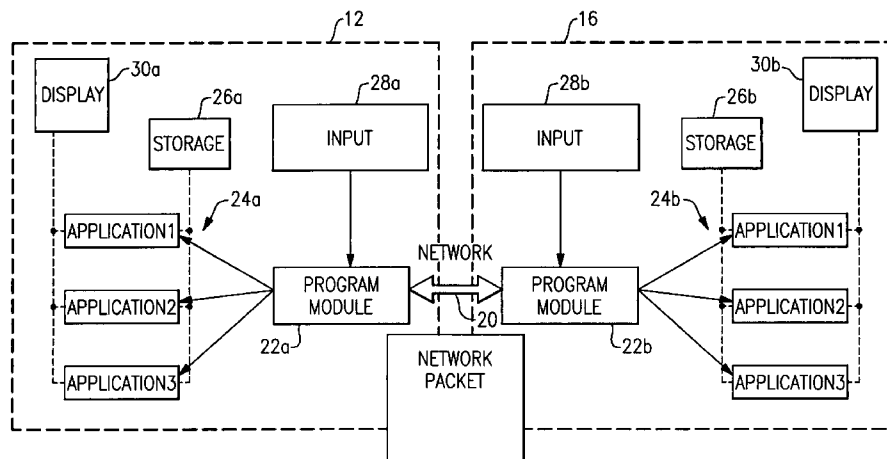 12
16
30a
30b
DISPLAY
26a
28a
28b
26b
DISPLAY
STORAGE
INPUT
INPUT
STORAGE
24a
24b
APPLICATION1
NETWORK
APPLICATION1
PROGRAM
MODULE
PROGRAM
MODULE
APPLICATION2
20
APPLICATION2
22a
22b
NETWORK
PACKET
APPLICATION3
APPLICATION3